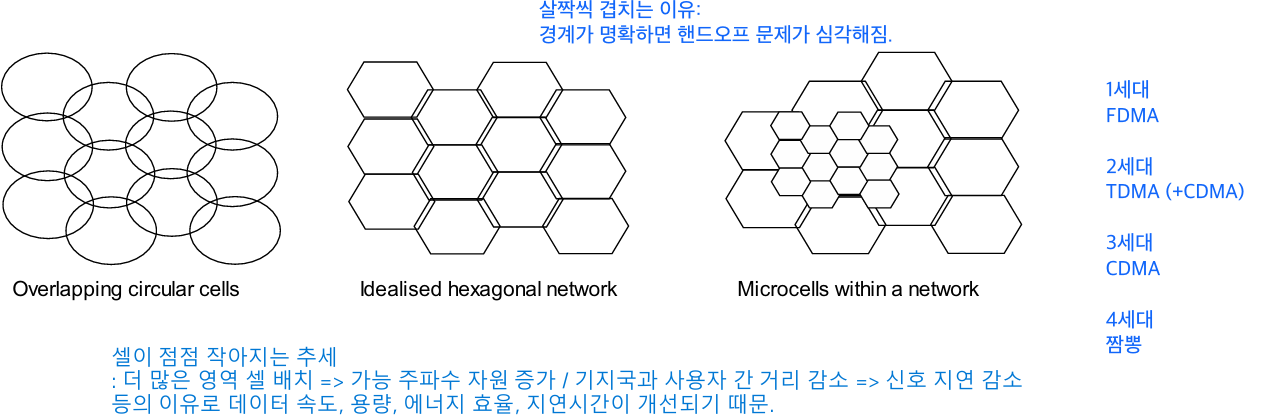 살짝씩 겹치는 이유:
경계가 명확하면 핸드오프 문제가 심각해짐.
1세대
FDMA
2세대
TDMA (+CDMA)
3세대
CDMA
4세대
짬뽕
Overlapping circular cells
Idealised hexagonal network
Microcells within a network
셀이 점점 작아지는 추세
: 더 많은 영역 셀 배치 => 가능 주파수 자원 증가 / 기지국과 사용자 간 거리 감소 => 신호 지연 감소
등의 이유로 데이터 속도, 용량, 에너지 효율, 지연시간이 개선되기 때문.